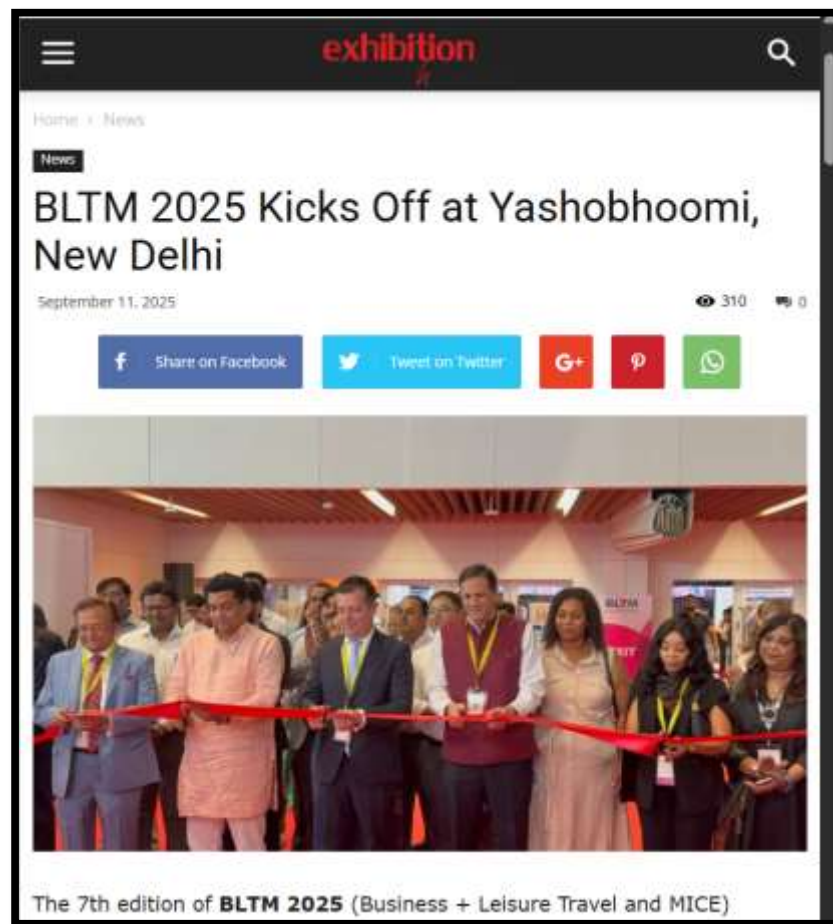 exhibition
Home › News
News
BLTM 2025 Kicks Off at Yashobhoomi,
New Delhi
September 11, 2025
310 0
Share on Facebook
Tweet on Twitter
G+
BLTM
The 7th edition of BLTM 2025 (Business + Leisure Travel and MICE)